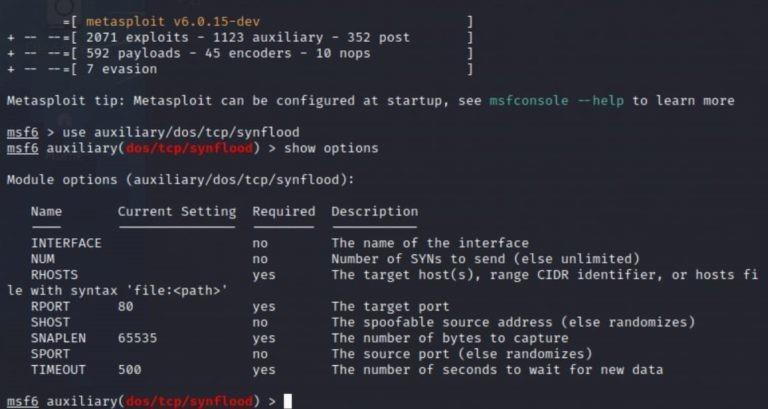 =[ metasploit v6.0.15-dev ]
+ -- --=[ 2071 exploits - 1123 auxiliary - 352 post ]
+ -- --=[ 592 payloads - 45 encoders - 10 nops ]
+ -- --=[ 7 evasion ]
Metasploit tip: Metasploit can be configured at startup, see msfconsole --help to learn more
msf6 > use auxiliary/dos/tcp/synflood
msf6 auxiliary(dos/tcp/synflood) > show options
Module options (auxiliary/dos/tcp/synflood):
Name Current Setting Required Description
---- --------------- -------- -----------
INTERFACE no The name of the interface
NUM no Number of SYNs to send (else unlimited)
RHOSTS yes The target host(s), range CIDR identifier, or hosts fi
le with syntax 'file:<path>'
RPORT 80 yes The target port
SHOST no The spoofable source address (else randomizes)
SNAPLEN 65535 yes The number of bytes to capture
SPORT no The source port (else randomizes)
TIMEOUT 500 yes The number of seconds to wait for new data
msf6 auxiliary(dos/tcp/synflood) >